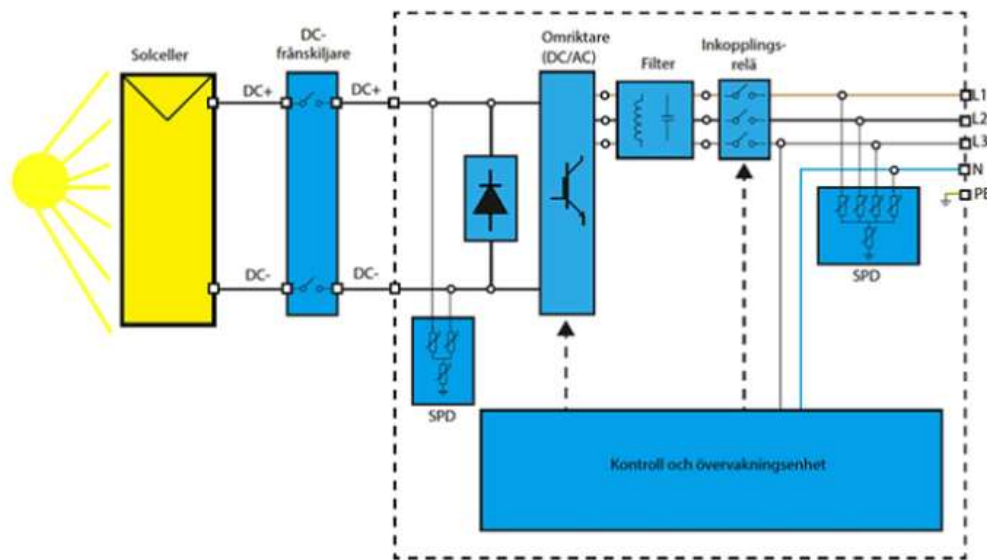 Solceller
DC-
frånskiljare
Omriktare
(DC/AC)
Filter
Inkopplings-
relä
DC+
DC+
L1
L2
L3
N
PE
DC-
DC-
SPD
SPD
Kontroll och övervakningsenhet